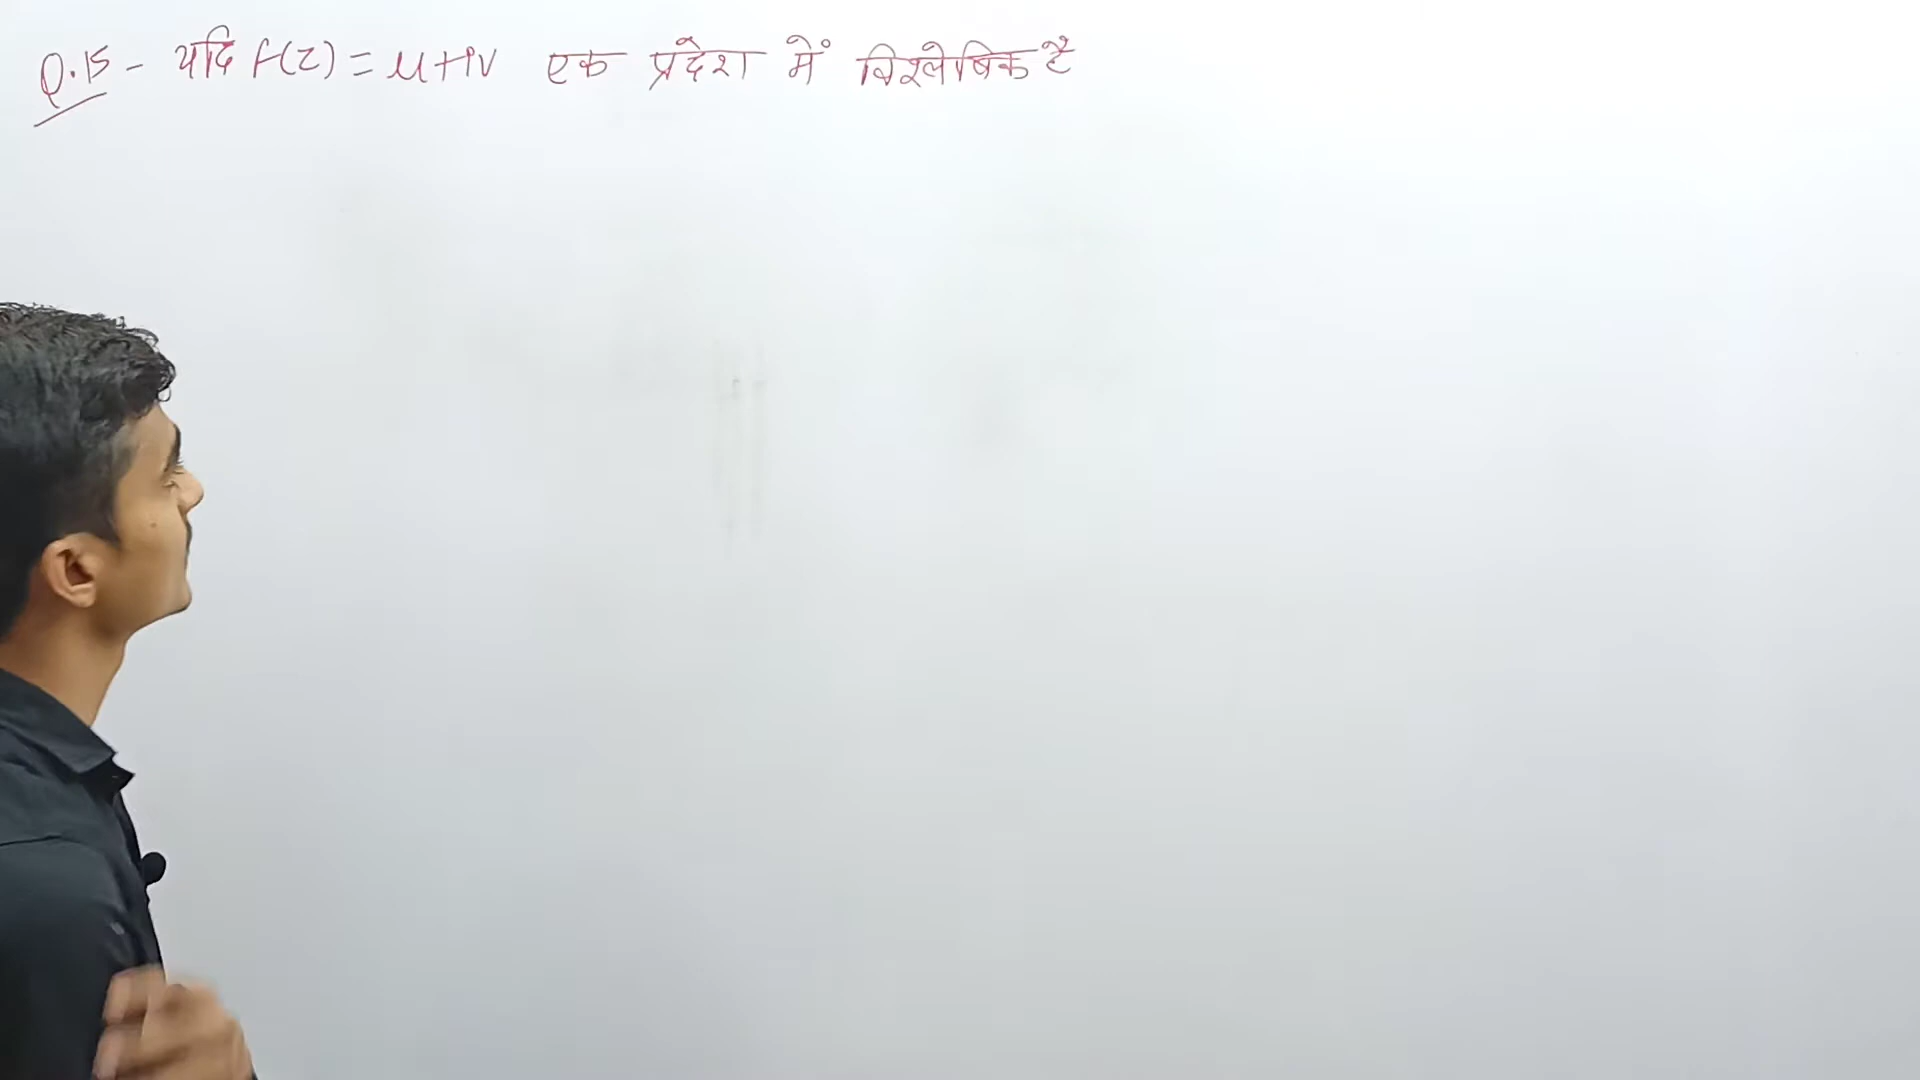 Q.15 - यदि f(z) = u+iv एक प्रदेश में विश्लेषिक है